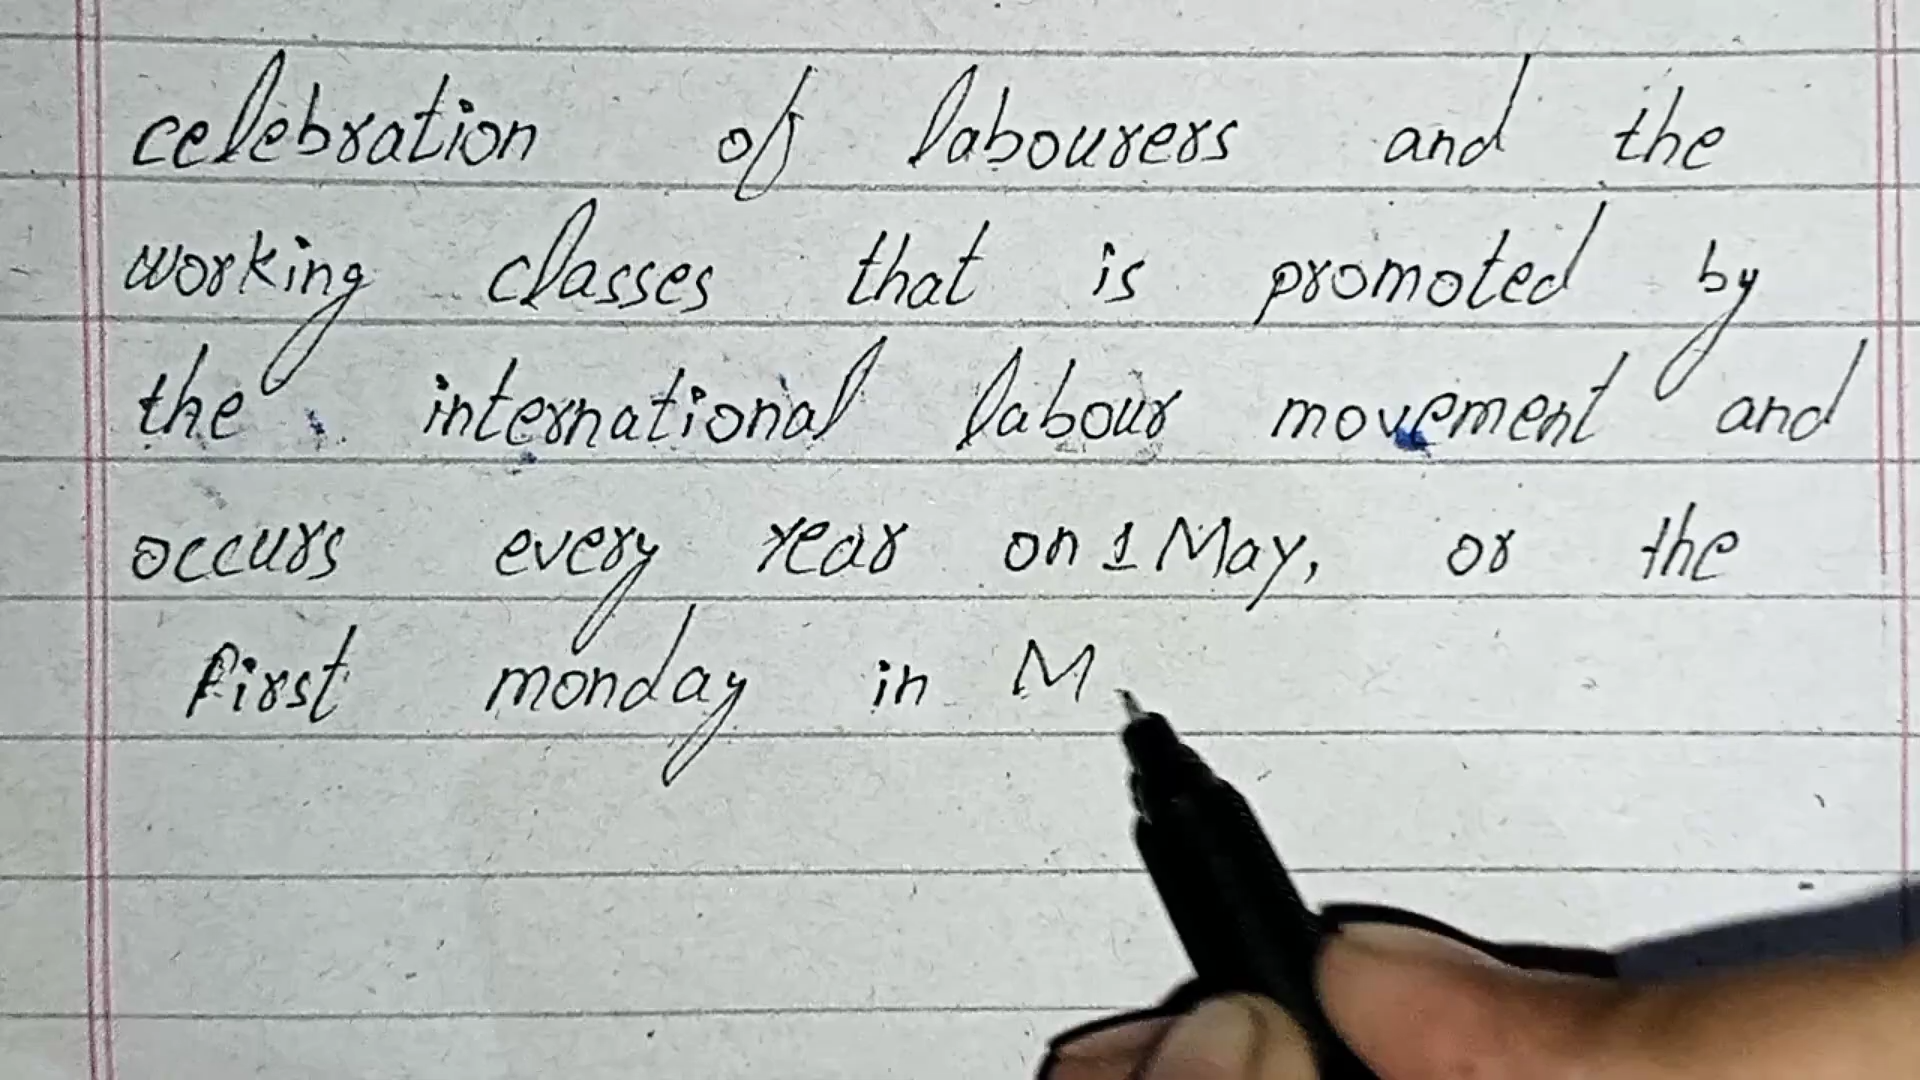 celebration of labourers and the
working classes that is promoted by
the international labour movement and
occurs every year on 1 May, or the
first monday in M